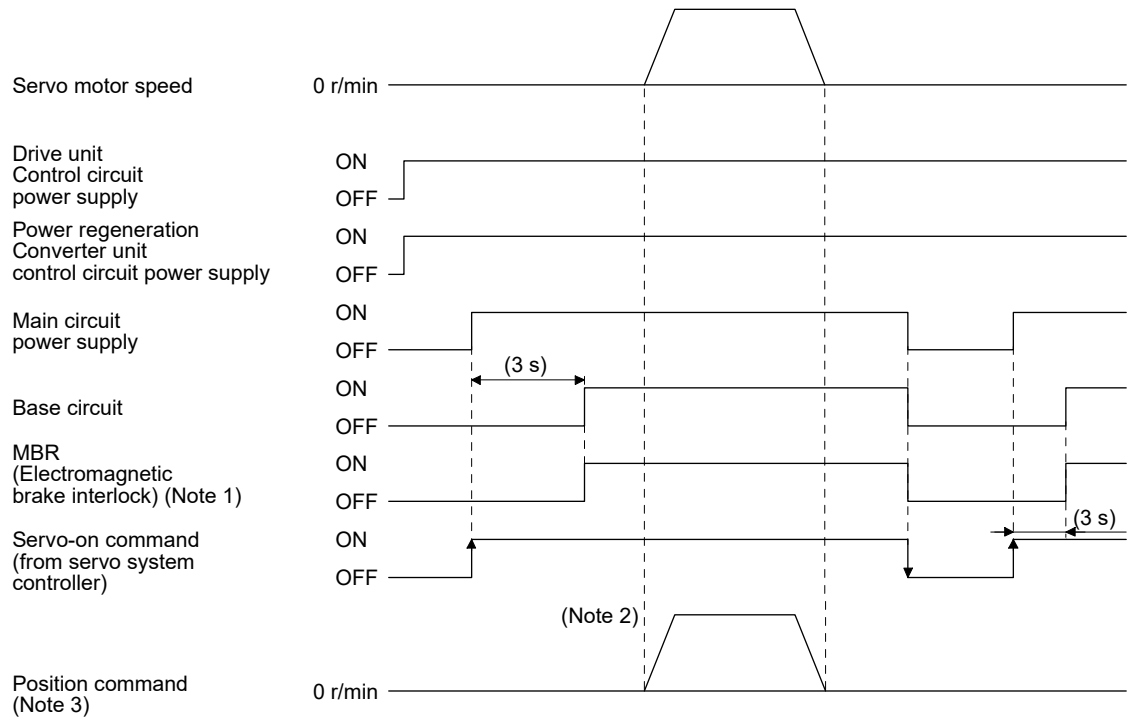 Servo motor speed
0 r/min
Drive unit
Control circuit
power supply
ON
OFF
Power regeneration
Converter unit
control circuit power supply
ON
OFF
Main circuit
power supply
ON
OFF
(3 s)
Base circuit
ON
OFF
MBR
(Electromagnetic
brake interlock) (Note 1)
ON
OFF
(3 s)
Servo-on command
(from servo system
controller)
ON
OFF
(Note 2)
Position command
(Note 3)
0 r/min